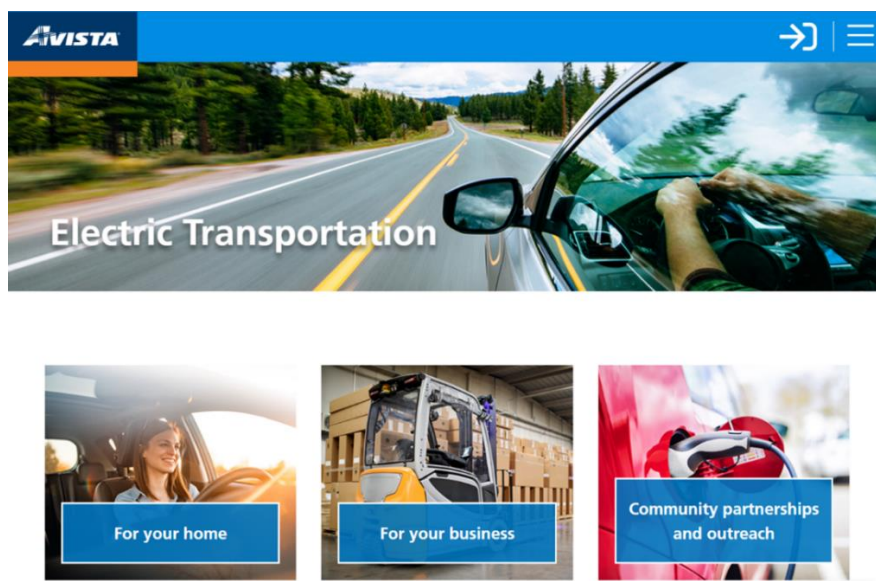 AVISTA
Electric Transportation
For your home
For your business
Community partnerships
and outreach